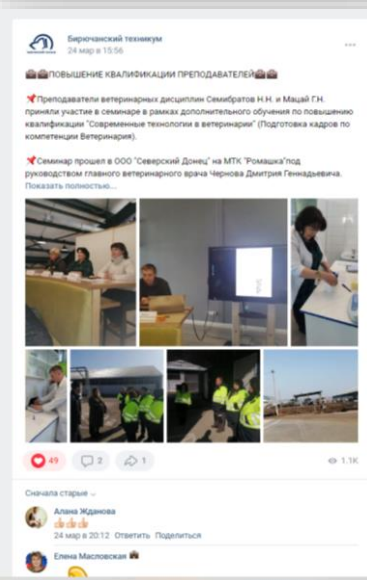 Бирючанский техникум
24 мар в 15:56
ПОВЫШЕНИЕ КВАЛИФИКАЦИИ ПРЕПОДАВАТЕЛЕЙ
Преподаватели ветеринарных дисциплин Семибратов Н.Н. и Мацай Г.Н.
приняли участие в семинаре в рамках дополнительного обучения по повышению
квалификации "Современные технологии в ветеринарии" (Подготовка кадров по
компетенции Ветеринария).
Семинар прошел в ООО "Северский Донец" на МТК "Ромашка"под
руководством главного ветеринарного врача Чернова Дмитрия Геннадьевича.
Показать полностью...
49 2 1 1.1K
Сначала старые
Алана Жданова
24 мар в 20:12 Ответить Поделиться
Елена Масловская